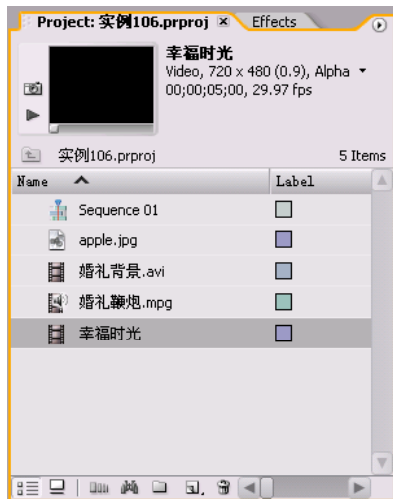 Project: 实例106.prproj × Effects
幸福时光
Video, 720 x 480 (0.9), Alpha
00;00;05;00, 29.97 fps
实例106.prproj 5 Items
Name Label
Sequence 01
apple.jpg
婚礼背景.avi
婚礼鞭炮.mpg
幸福时光